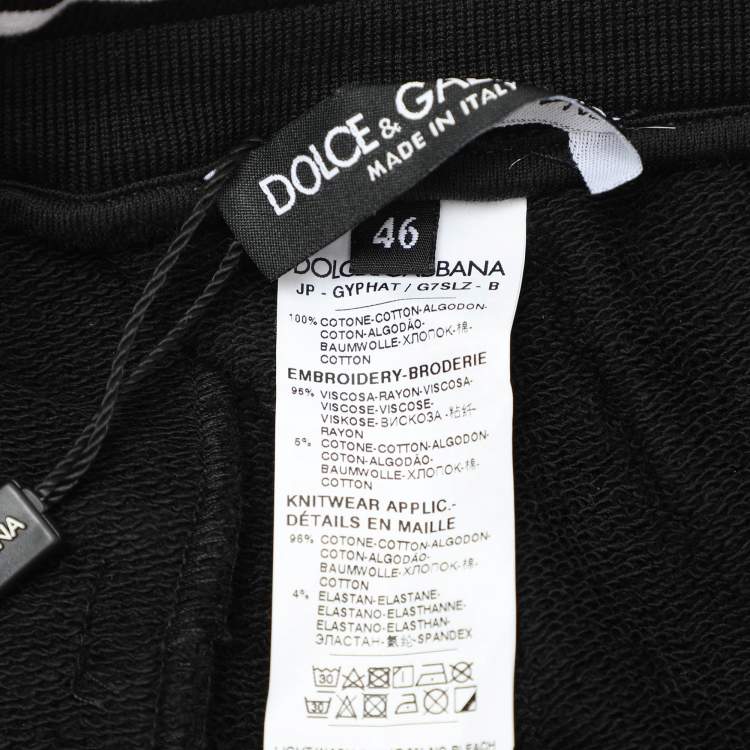 DOLCE & GA
MADE IN ITALY
46
DOLCE GABBANA
JP - GYPHAT / G7SLZ - B
100% COTONE-COTTON-ALGODON-
COTON-ALGODÃO-
BAUMWOLLE-ХЛОПОК-棉-
COTTON
EMBROIDERY-BRODERIE
95% VISCOSA-RAYON-VISCOSA-
VISCOSE-VISCOSE-
VISKOSE-ВИСКОЗА-粘纤-
RAYON
5% COTONE-COTTON-ALGODON-
COTON-ALGODÃO-
BAUMWOLLE-ХЛОПОК-棉-
COTTON
KNITWEAR APPLIC.-
DÉTAILS EN MAILLE
96% COTONE-COTTON-ALGODON-
COTON-ALGODÃO-
BAUMWOLLE-ХЛОПОК-棉-
COTTON
4% ELASTAN-ELASTANE-
ELASTANO-ELASTHANNE-
ELASTANO-ELASTHAN-
ЭЛАСТАН-氨纶-SPANDEX
30
30
NA